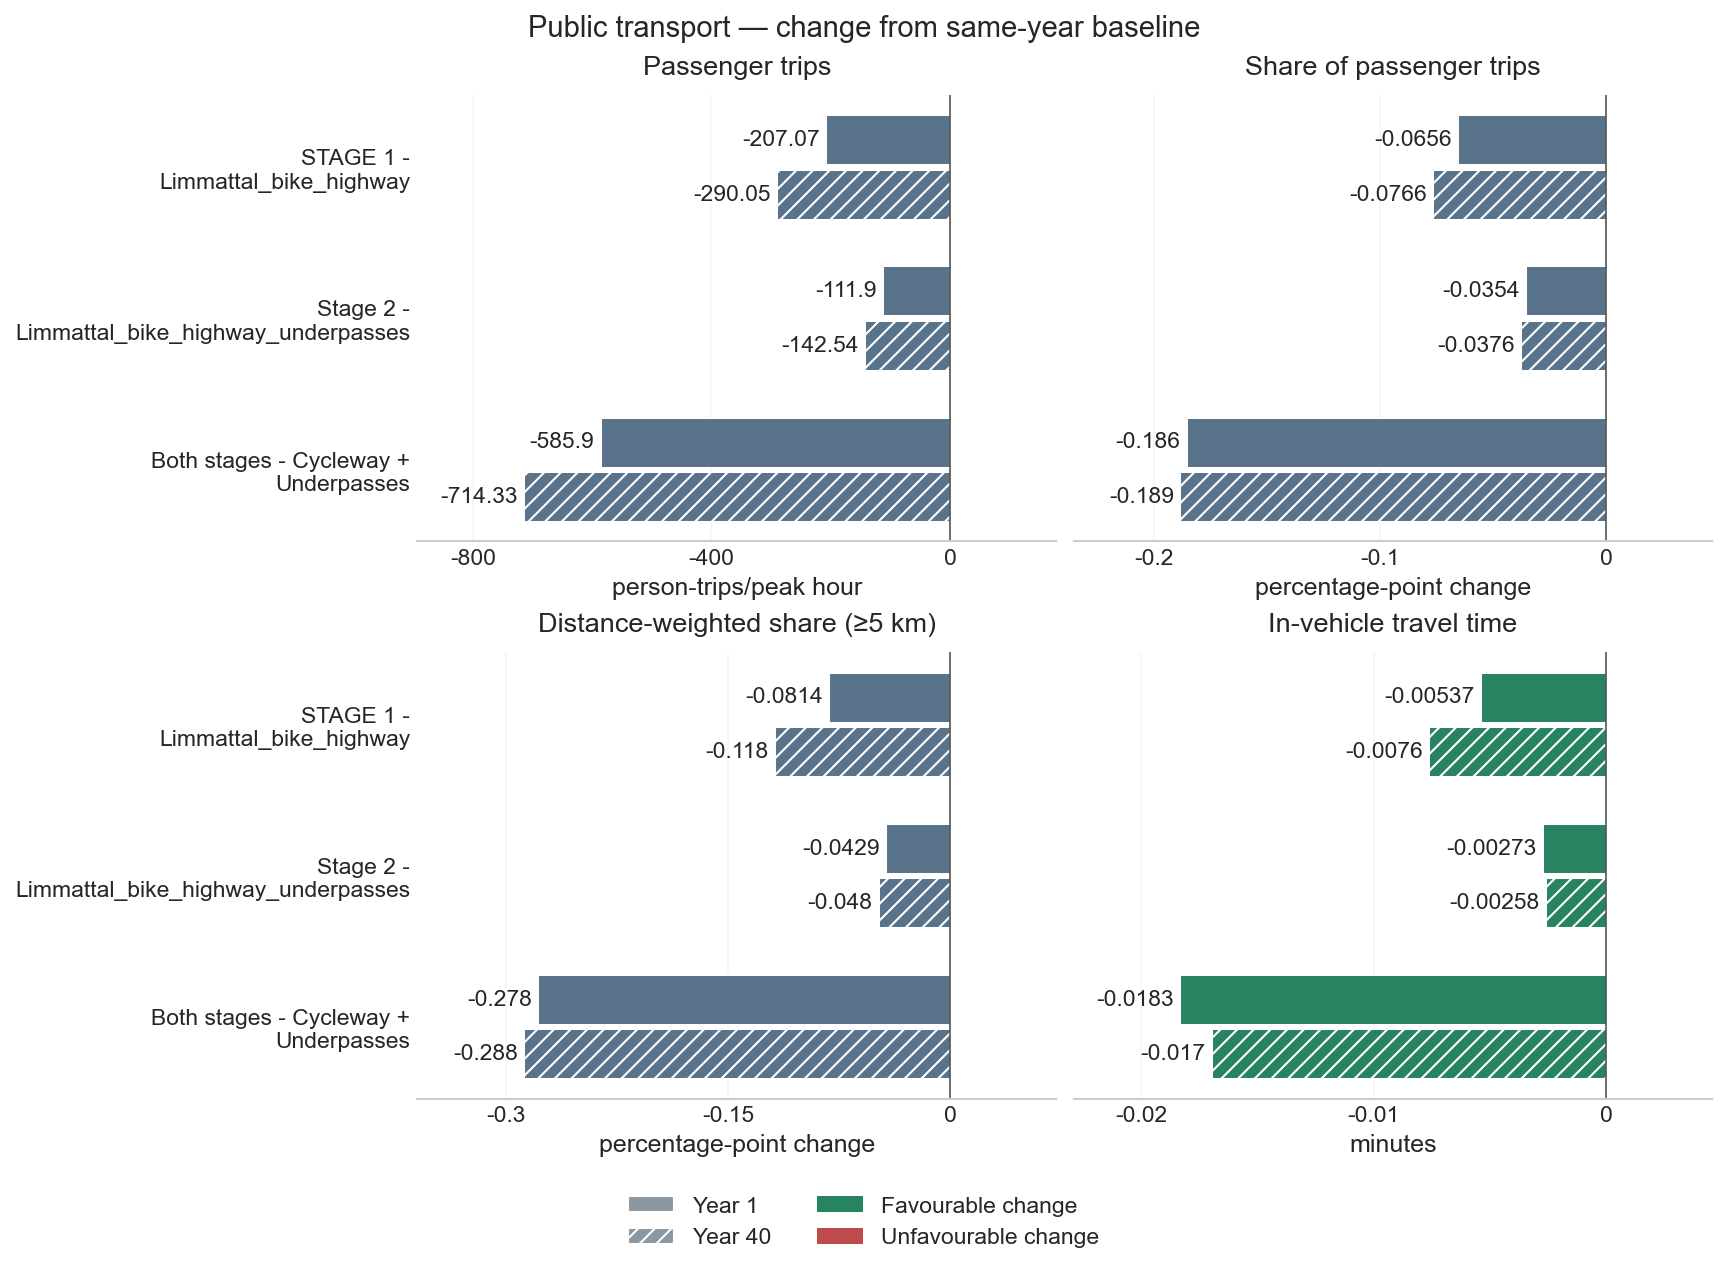 Public transport — change from same-year baseline
Passenger trips
Share of passenger trips
STAGE 1 -
Limmattal_bike_highway
-207.07
-290.05
-0.0656
-0.0766
Stage 2 -
Limmattal_bike_highway_underpasses
-111.9
-142.54
-0.0354
-0.0376
Both stages - Cycleway +
Underpasses
-585.9
-714.33
-0.186
-0.189
-800 -400 0
-0.2 -0.1 0
person-trips/peak hour
percentage-point change
Distance-weighted share (≥5 km)
In-vehicle travel time
STAGE 1 -
Limmattal_bike_highway
-0.0814
-0.118
-0.00537
-0.0076
Stage 2 -
Limmattal_bike_highway_underpasses
-0.0429
-0.048
-0.00273
-0.00258
Both stages - Cycleway +
Underpasses
-0.278
-0.288
-0.0183
-0.017
-0.3 -0.15 0
-0.02 -0.01 0
percentage-point change
minutes
Year 1
Year 40
Favourable change
Unfavourable change